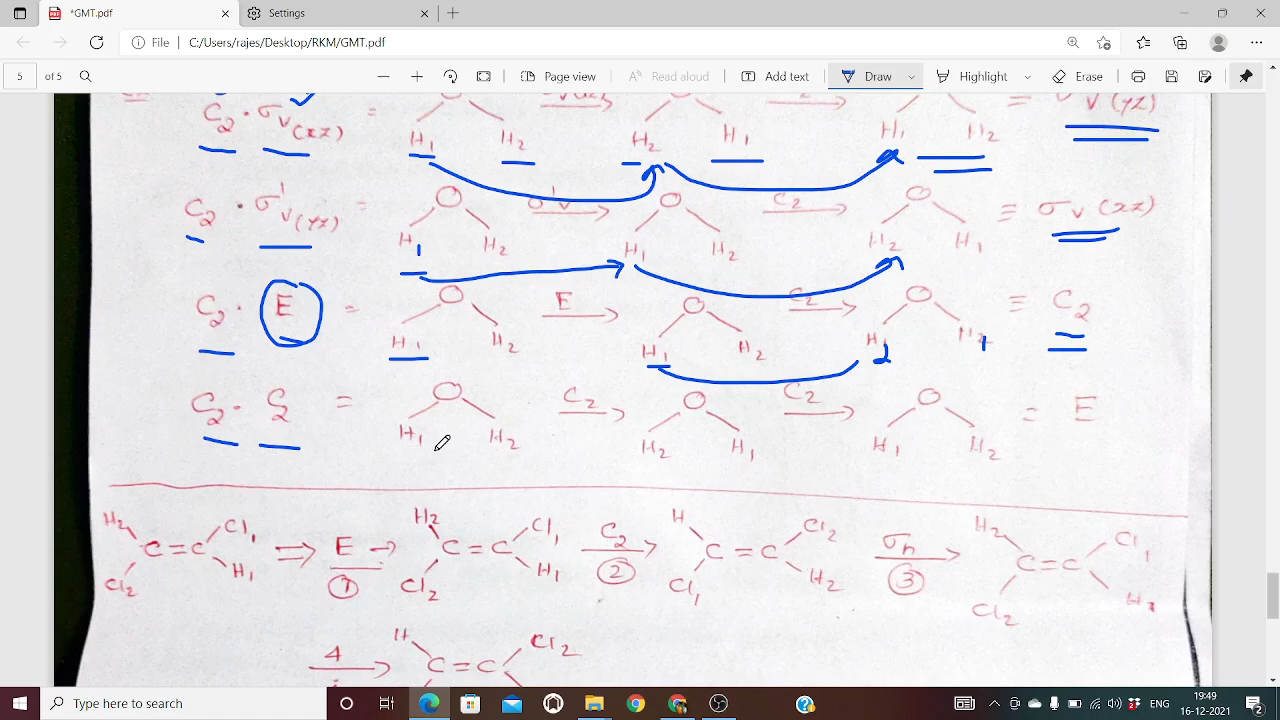 *GMT.pdf
Settings
File C:/Users/rajes/Desktop/RKM/GMT.pdf
5 of 5 Page view Read aloud Add text Draw Highlight Erase
C2 · σv(xz) = H1 H2 H2 H1 H1 H2 ≡ σv(yz)
C2 · σ'v(yz) = O σ'v O C2 O ≡ σv(xz)
H1 H2 H1 H2 H2 H1
C2 · E = O E O C2 O = C2
H1 H2 H1 H2 2 1
C2 · C2 = O C2 O C2 O = E
H1 H2 H2 H1 H1 H2
H2 Cl1 H2 Cl1 H Cl2 H2 Cl1
C=C ⇒ E → C=C C2 C=C σh C=C
Cl2 H1 1 Cl2 H1 2 Cl1 H2 3 Cl2
H Cl2
4 C=C
Type here to search
ENG 19:49
16-12-2021
2